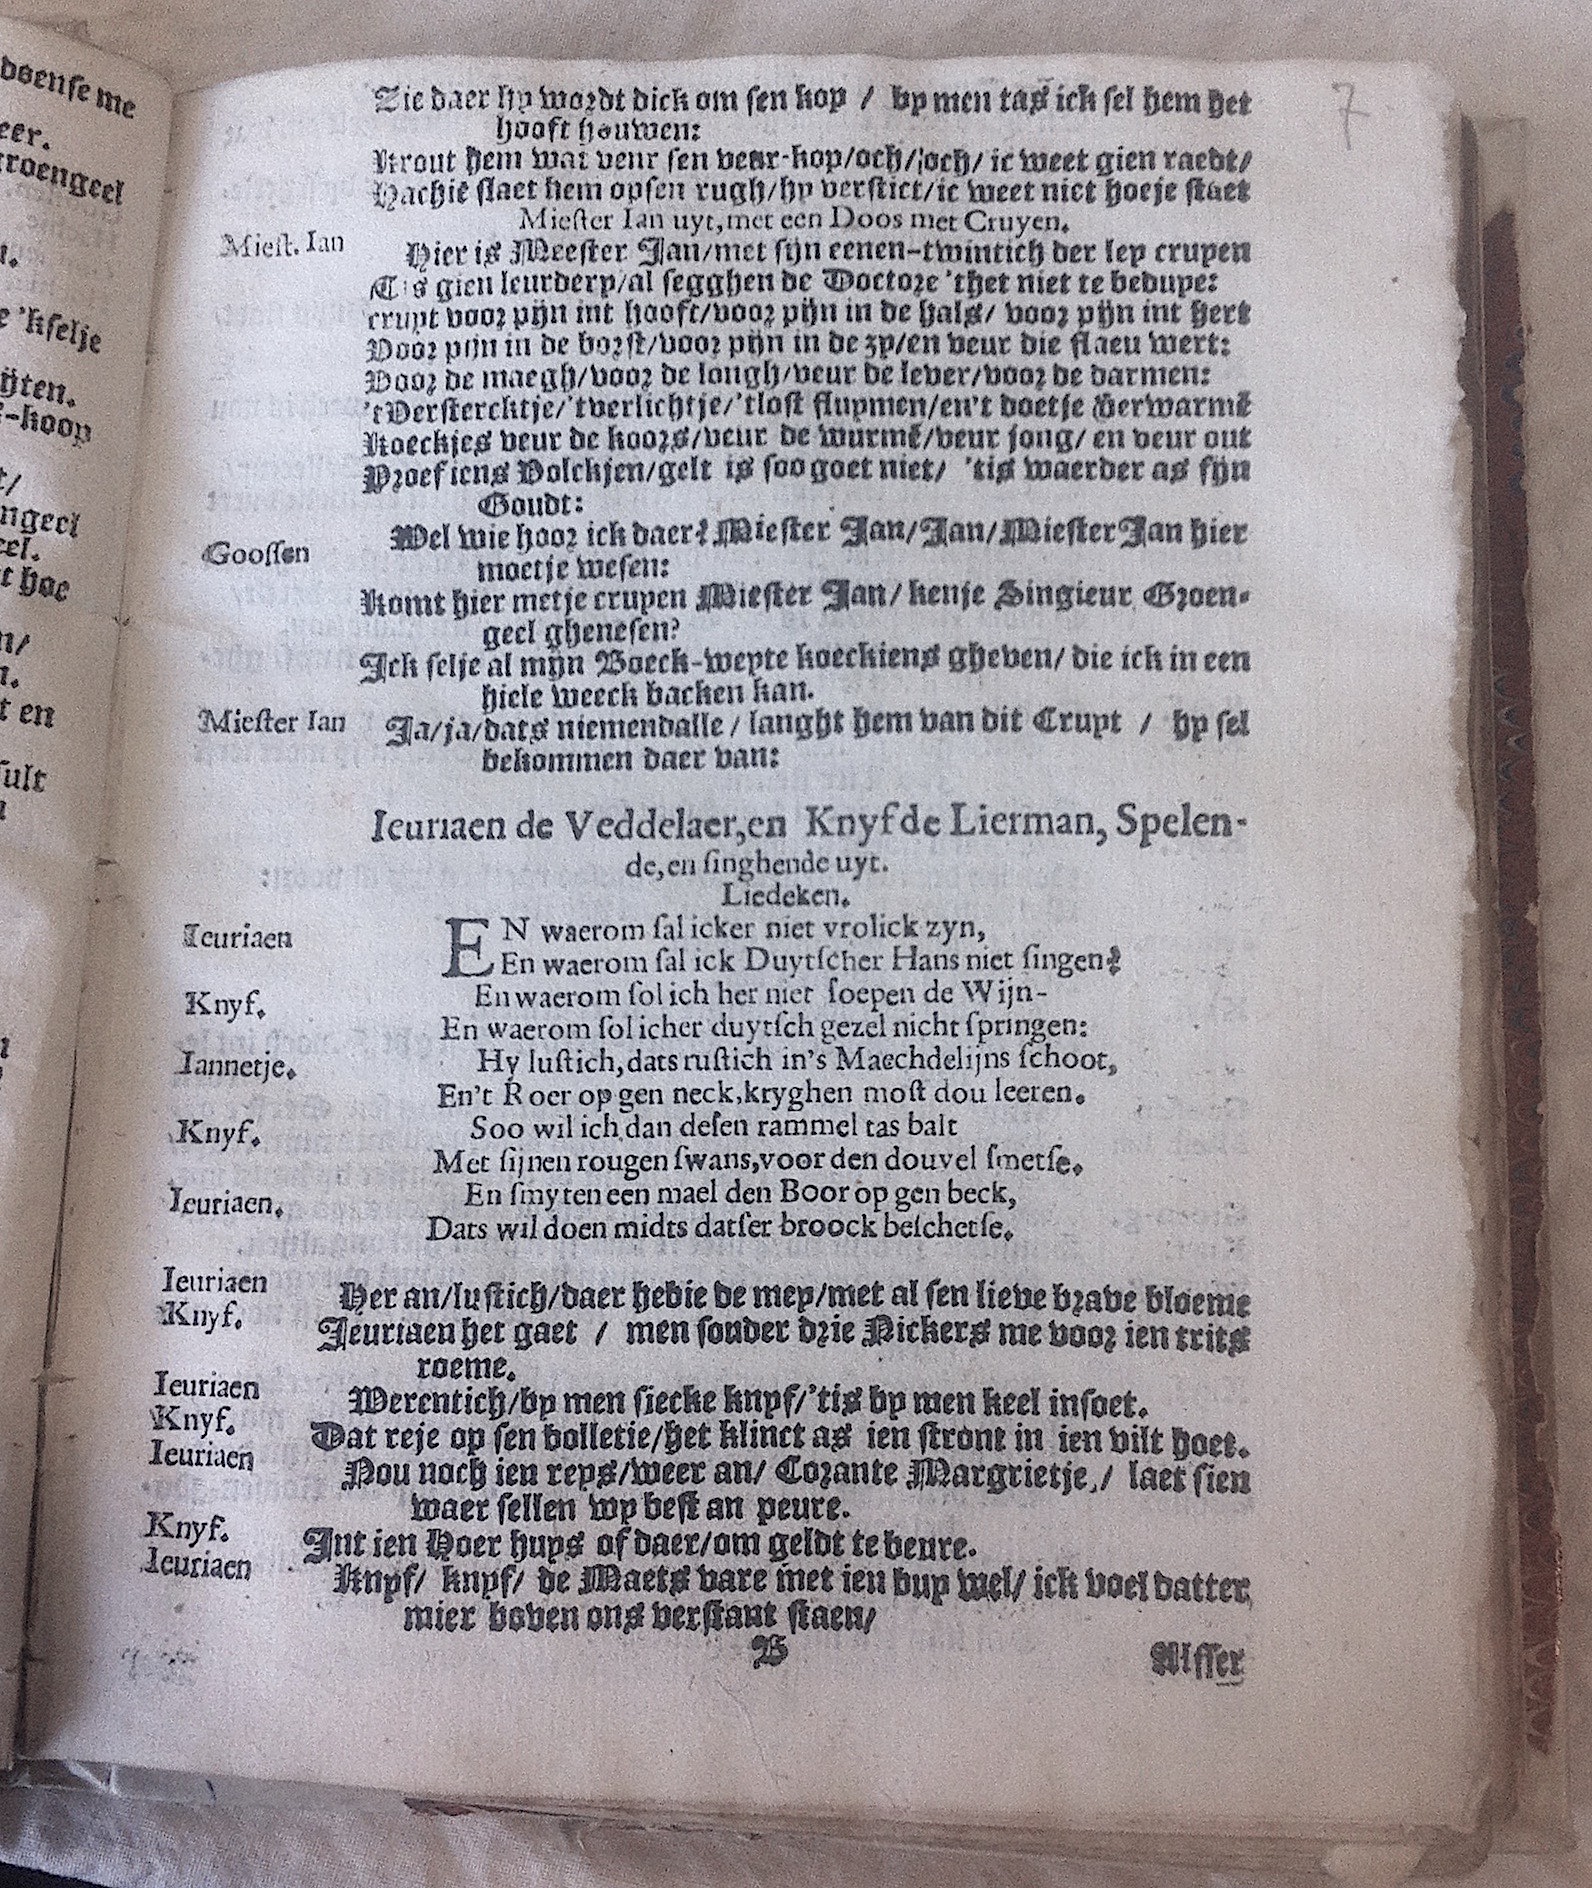 7
Zie daer hy wordt dick om sen kop / by men tas ick sel hem het
hooft houwen:
Krout hem wat veur sen veur-kop/och/och/ ic weet gien raedt/
Hachiē slaet hem opsen rugh/hy verstict/ic weet niet hoeje staet
Miester Ian uyt, met een Doos met Cruyen.
Miest. Ian Hier is Meester Jan/met sijn eenen-twintich der ley cruyen
Tis gien leurdery/al segghen de Doctore 'thet niet te beduye:
cruyt voor pijn int hooft/voor pijn in de hals/ voor pijn int hert
Voor pijn in de borst/voor pijn in de zy/en veur die flaeu wert:
Voor de maegh/voor de longh/veur de lever/voor de darmen:
'tVerstercktje/'tverlichtje/'tlost fluymen/en't doetje verwarmē
Koeckjes veur de koors/veur de wurmē/veur jong/ en veur out
Proef iens Volckjen/gelt is soo goet niet/ 'tis waerder as fijn
Goudt:
Goossen Wel wie hoor ick daer? Miester Jan/Jan/Miester Jan hier
moetje wesen:
Komt hier metje cruyen Miester Jan/ kenje Singieur Groen-
geel ghenesen?
Ick selje al mijn Boeck-weyte koeckiens gheven/ die ick in een
hiele weeck backen kan.
Miester Ian Ja/ja/dats niemendalle/ langht hem van dit Cruyt / hy sel
bekommen daer van:
Ieuriaen de Veddelaer, en Knyf de Lierman, Spelen-
de, en singhende uyt.
Liedeken.
Ieuriaen EN waerom sal icker niet vrolick zyn,
En waerom sal ick Duytscher Hans niet singen?
Knyf. En waerom sol ich her niet soepen de Wijn-
En waerom sol icher duytsch gezel nicht springen:
Iannetje. Hy lustich, dats rustich in's Maechdelijns schoot,
En't Roer op gen neck, kryghen most dou leeren.
Knyf. Soo wil ich dan desen rammel tas balt
Met sijnen rougen swans, voor den douvel smetse.
Ieuriaen. En smyten een mael den Boor op gen beck,
Dats wil doen midts datser broock beschetse.
Ieuriaen Her an/lustich/daer hebie de mey/met al sen lieve brave bloeme
Knyf. Jeuriaen het gaet / men souder drie Nickers me voor ien trits
roeme.
Ieuriaen Werentich/by men siecke knyf/'tis by men keel insoet.
Knyf. Dat reje op sen bolletie/het klinct as ien stront in ien vilt hoet.
Ieuriaen Nou noch ien reys/weer an/ Corante Margrietje,/ laet sien
waer sellen wy best an peure.
Knyf. Int ien Hoer huys of daer/om geldt te beure.
Ieuriaen Knyf/ knyf/ de Maets vare met ien buy wel/ ick voel datter
mier boven ons verstant staen/
B Alsser